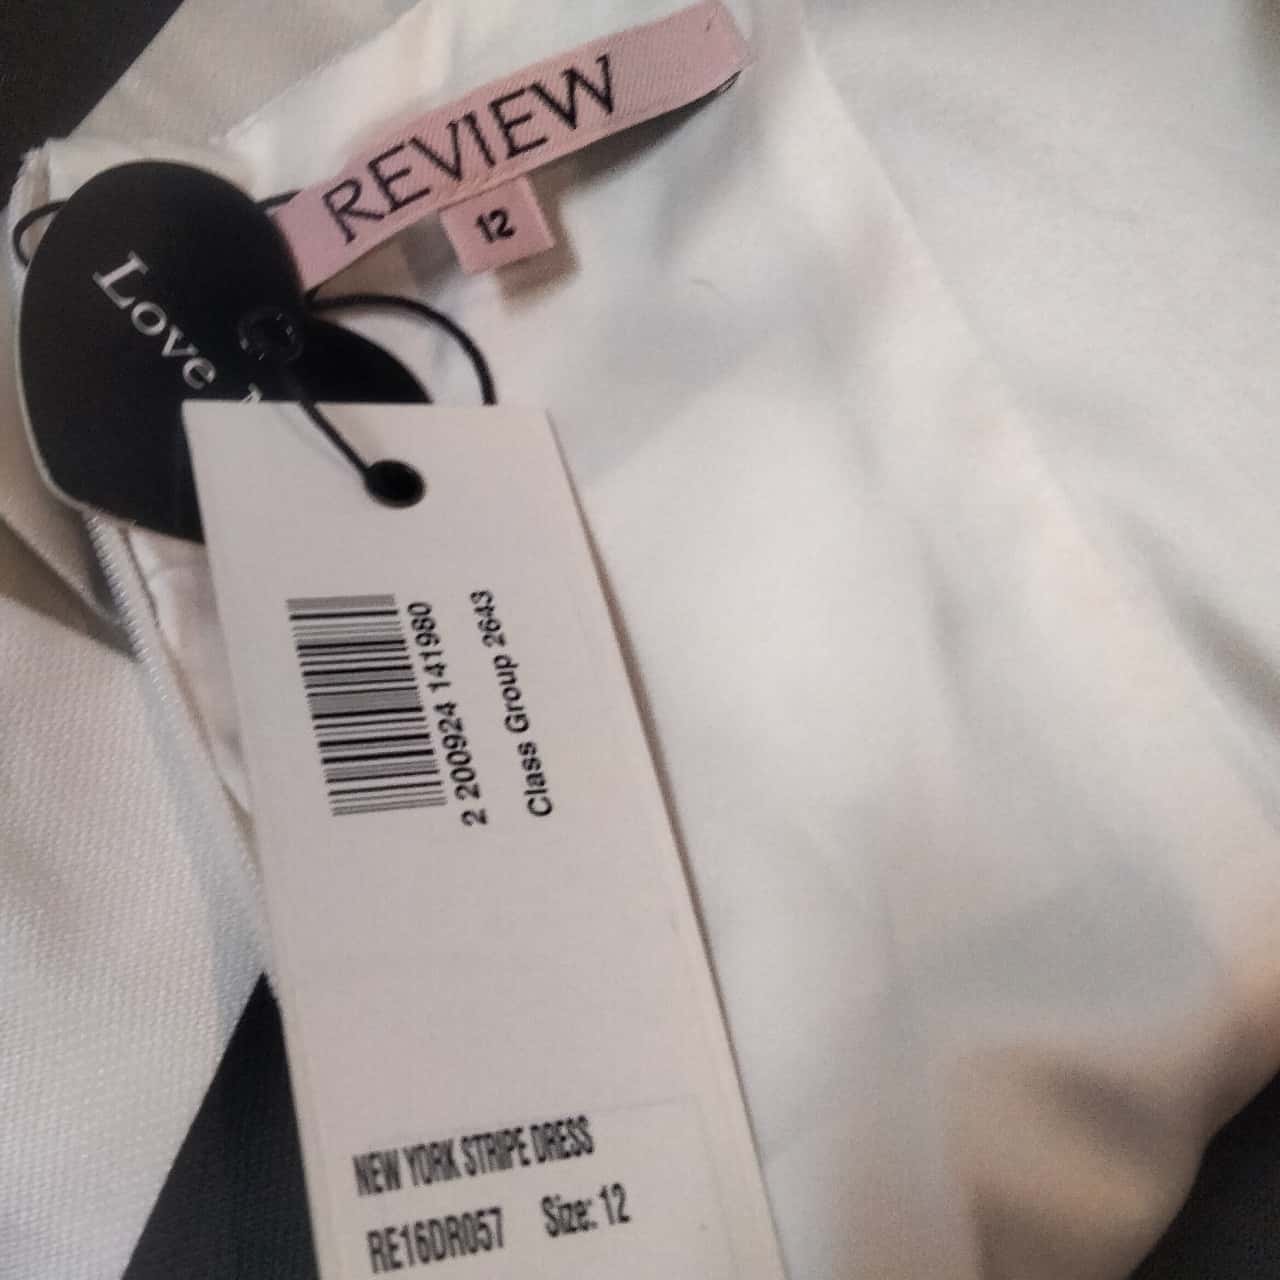 REVIEW
12
Love
2 200924 141980
Class Group 2643
NEW YORK STRIPE DRESS
RE16DR057 Size: 12